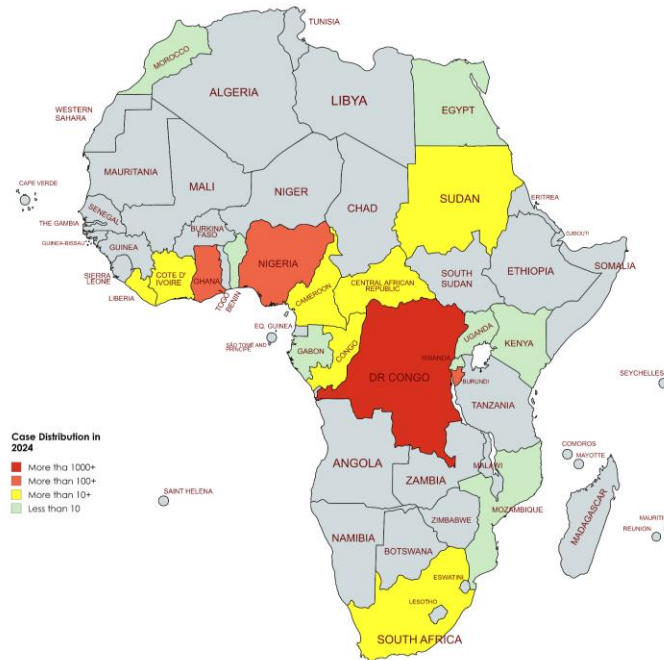 TUNISIA
MOROCCO
ALGERIA
LIBYA
EGYPT
WESTERN
SAHARA
CAPE VERDE
MAURITANIA
MALI
NIGER
CHAD
SUDAN
ERITREA
SENEGAL
THE GAMBIA
GUINEA-BISSAU
GUINEA
BURKINA
FASO
DJIBOUTI
SIERRA
LEONE
LIBERIA
COTE D'
IVOIRE
GHANA
TOGO
BENIN
NIGERIA
CAMEROON
CENTRAL AFRICAN
REPUBLIC
SOUTH
SUDAN
ETHIOPIA
SOMALIA
EQ. GUINEA
SÃO TOMÉ AND
PRÍNCIPE
GABON
CONGO
DR CONGO
UGANDA
KENYA
RWANDA
BURUNDI
TANZANIA
SEYCHELLES
Case Distribution in
2024
More tha 1000+
More than 100+
More than 10+
Less than 10
SAINT HELENA
ANGOLA
ZAMBIA
MALAWI
COMOROS
MAYOTTE
MOZAMBIQUE
MADAGASCAR
ZIMBABWE
NAMIBIA
BOTSWANA
MAURITI
REUNION
ESWATINI
LESOTHO
SOUTH AFRICA